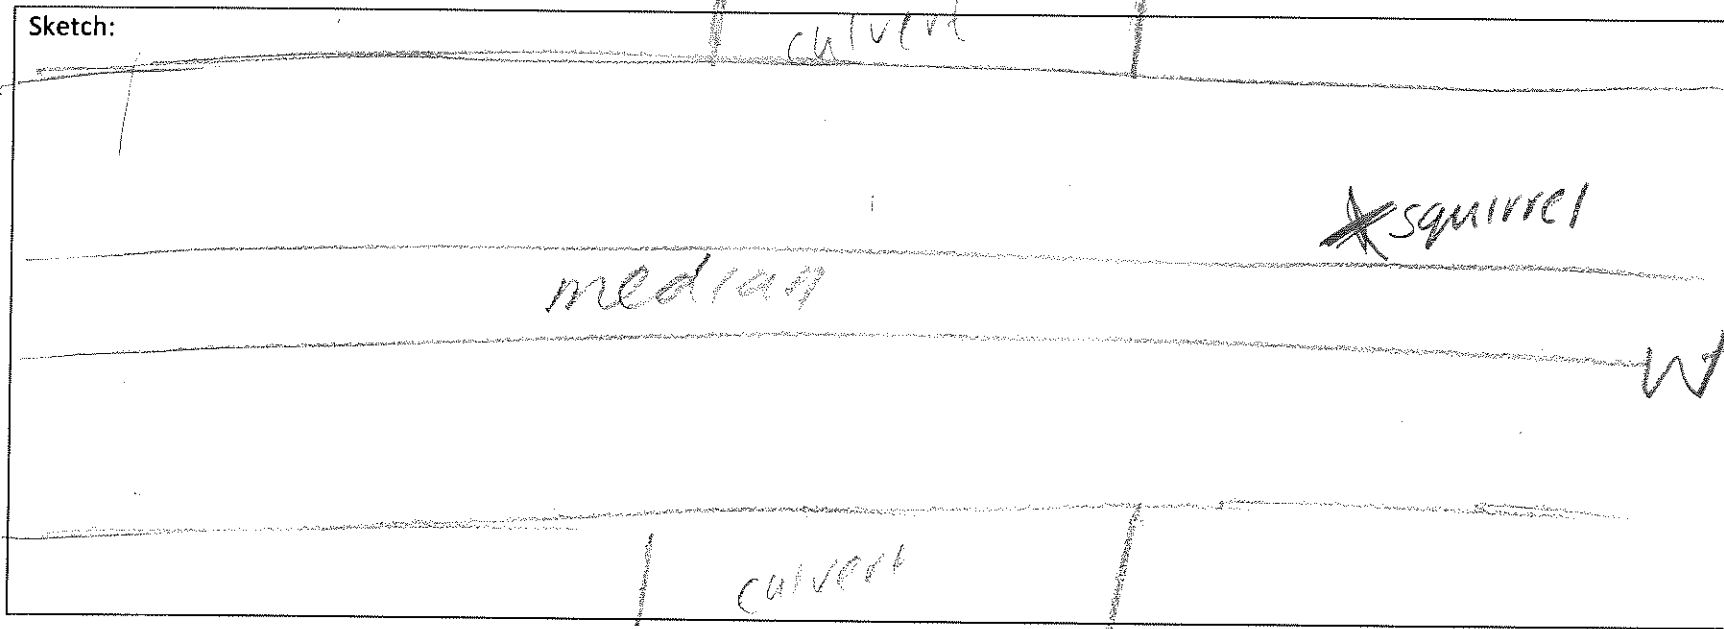 Sketch:
culvert
squirrel
median
W
culvert